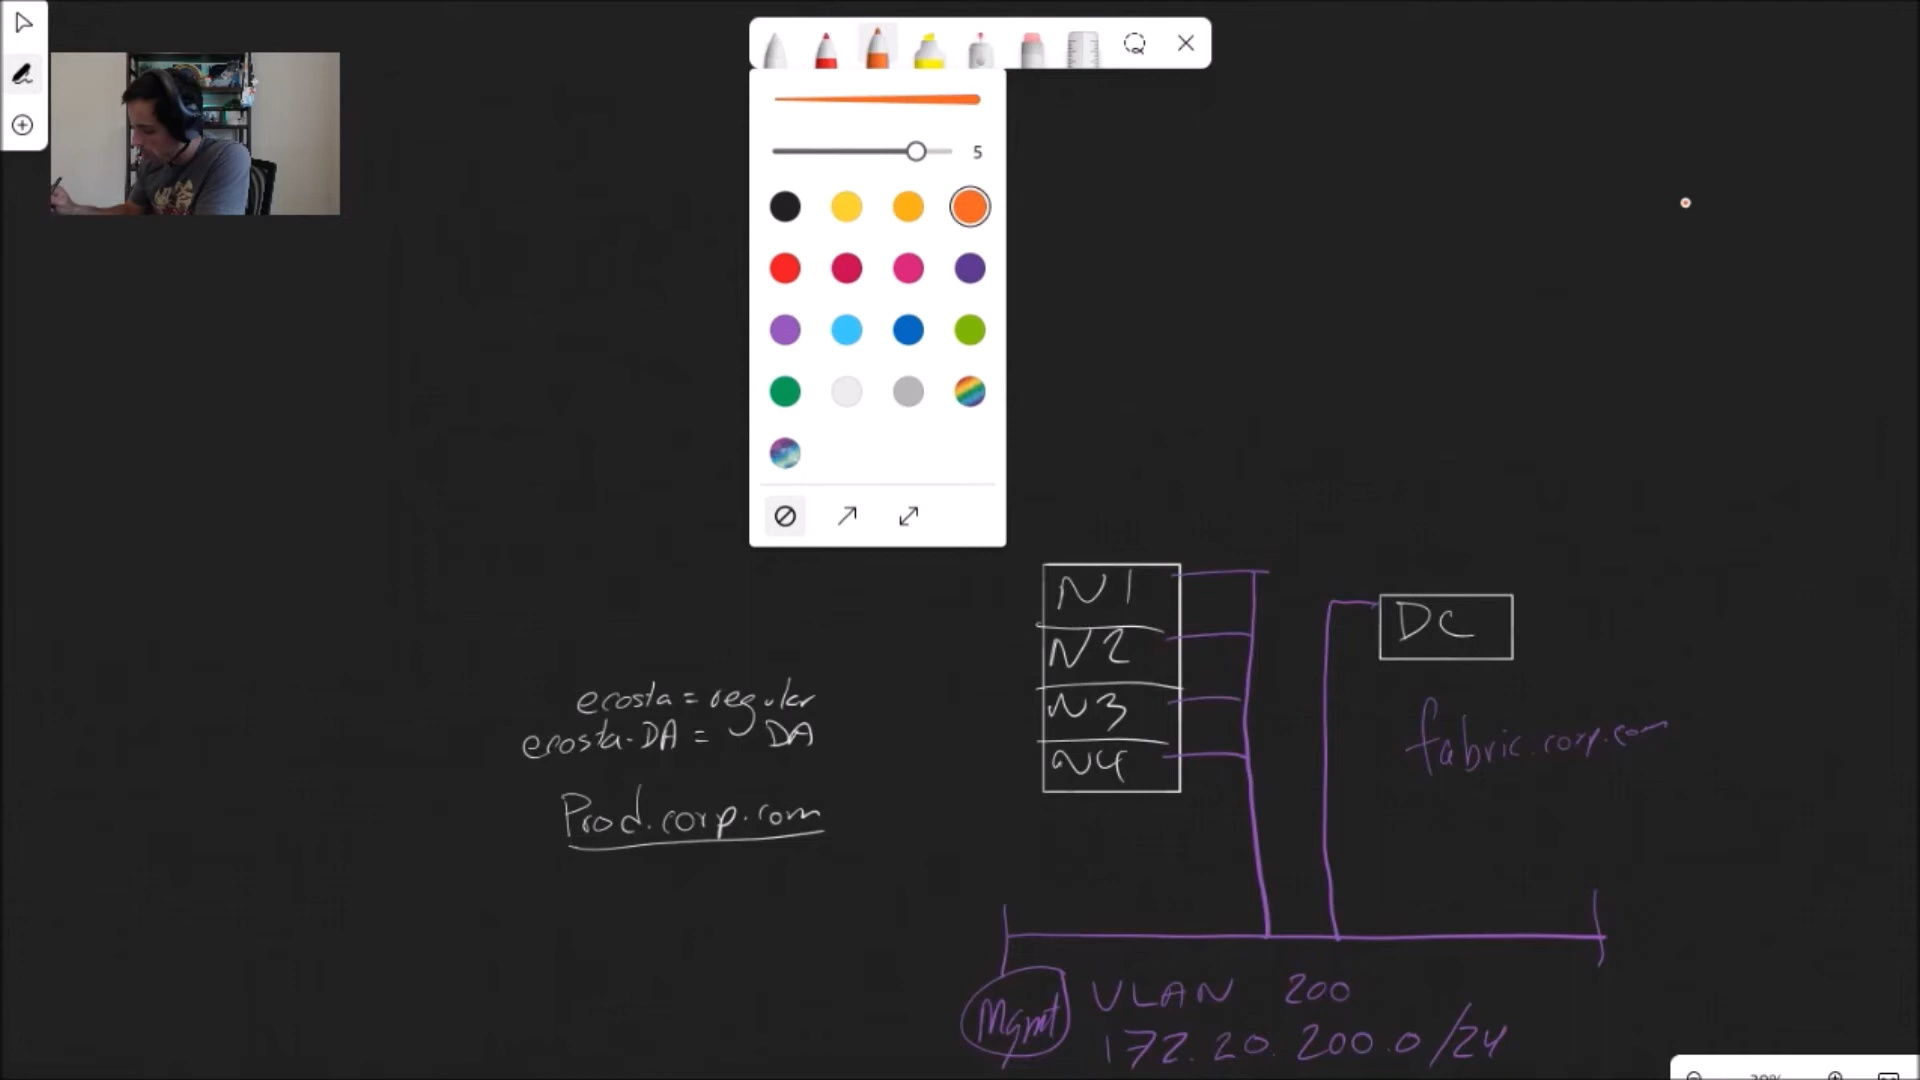 5
N1
N2
N3
N4
DC
fabric.corp.com
ecosta = regular
ecosta-DA = DA
Prod.corp.com
Mgmt
VLAN 200
172.20.200.0/24